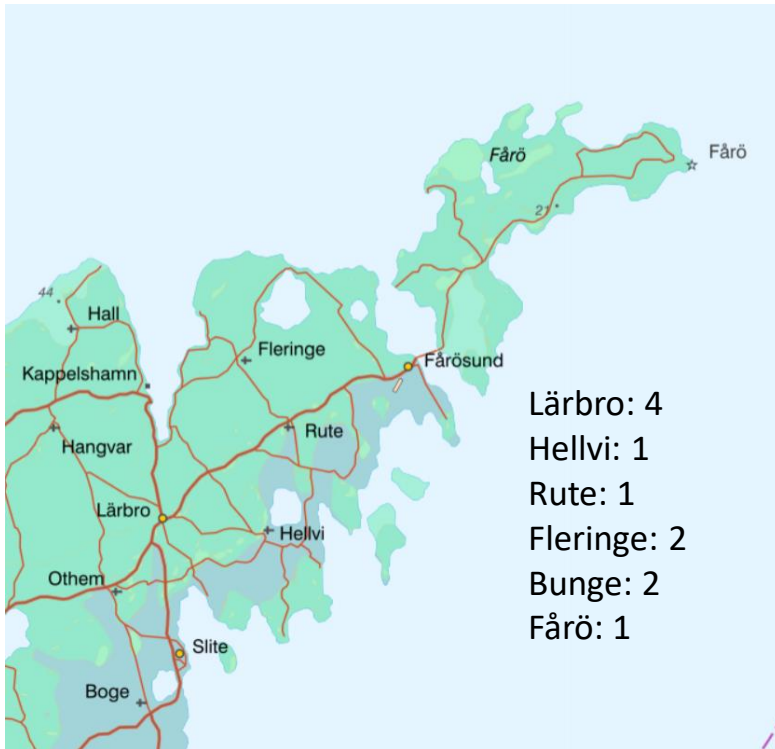 Fårö
Fårö
21
44
Hall
Fleringe
Fårösund
Kappelshamn
Lärbro: 4
Hellvi: 1
Rute: 1
Fleringe: 2
Bunge: 2
Fårö: 1
Rute
Hangvar
Lärbro
Hellvi
Othem
Slite
Boge